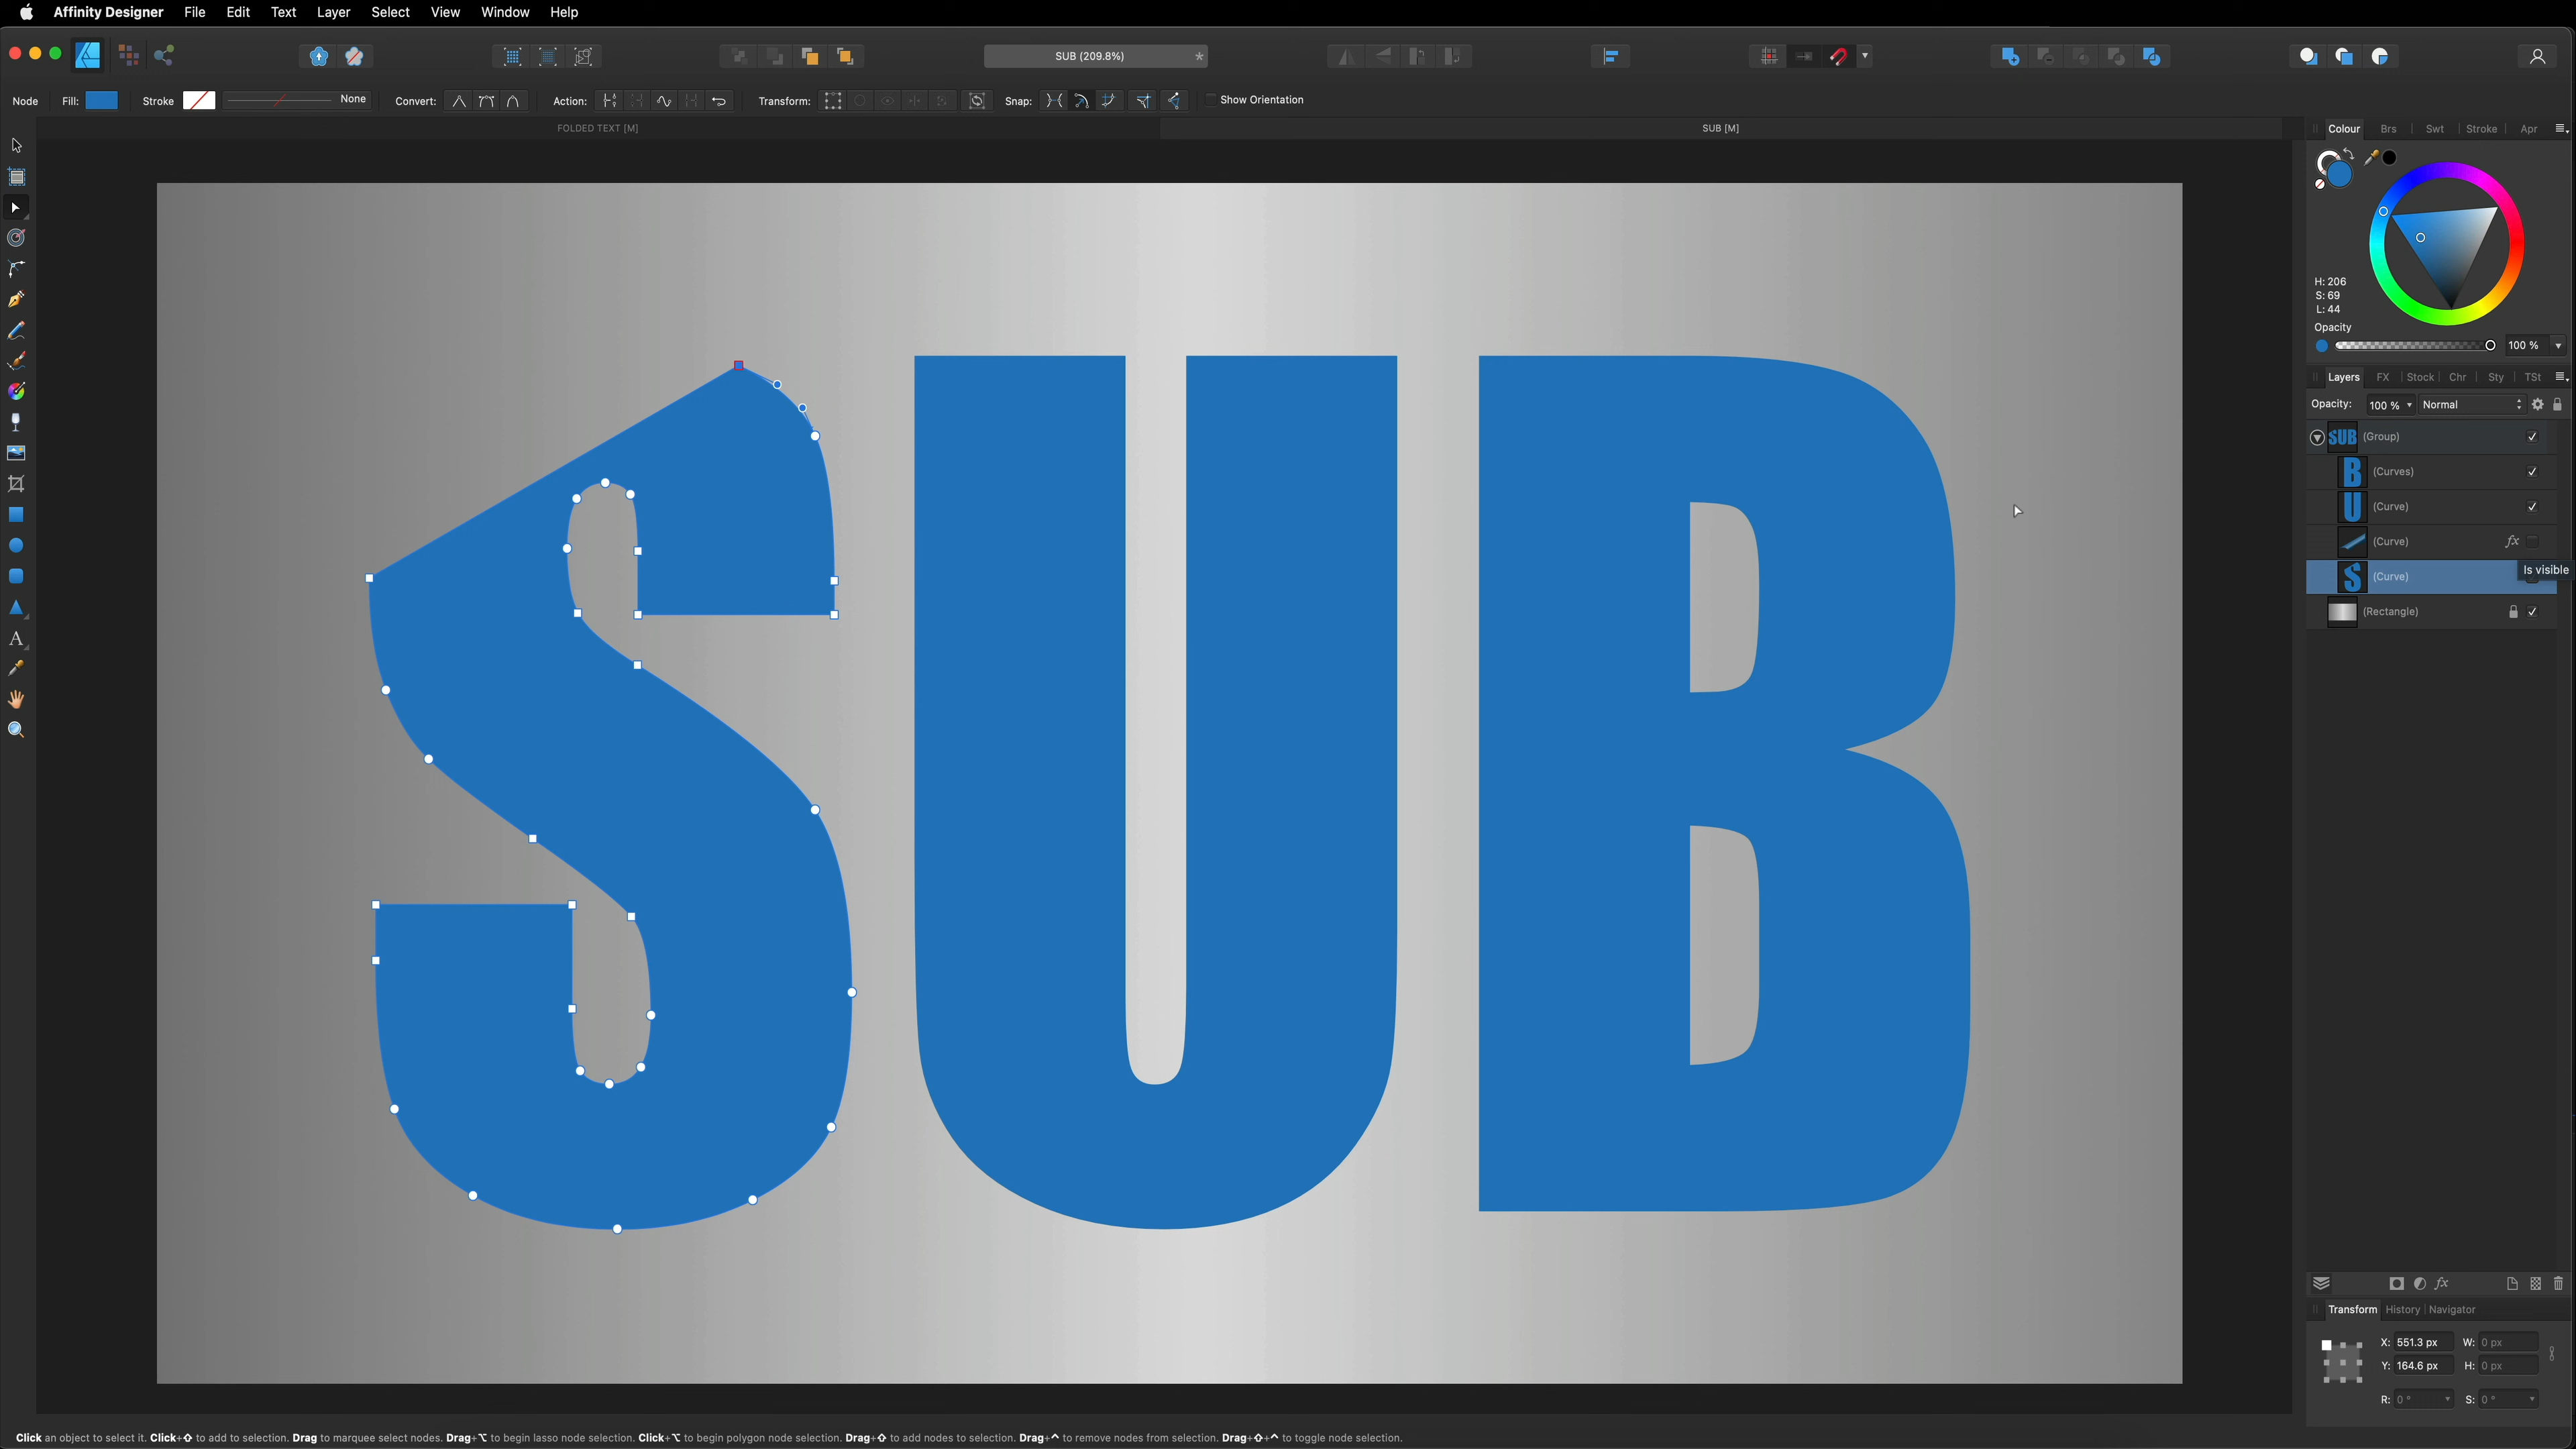 Affinity Designer File Edit Text Layer Select View Window Help
SUB (209.8%) *
Node Fill: Stroke None Convert: Action: Transform: Snap: Show Orientation
FOLDED TEXT [M] SUB [M]
Colour Brs Swt Stroke Apr
H: 206
S: 69
L: 44
Opacity
100 %
Layers FX Stock Chr Sty TSt
Opacity: 100 % Normal
SUB (Group)
B (Curves)
U (Curve)
(Curve) fx
S (Curve) Is visible
(Rectangle)
SUB
A
fx
Transform History Navigator
X: 551.3 px W: 0 px
Y: 164.6 px H: 0 px
R: 0 ° S: 0 °
Click an object to select it. Click+⇧ to add to selection. Drag to marquee select nodes. Drag+⌥ to begin lasso node selection. Click+⌥ to begin polygon node selection. Drag+⇧ to add nodes to selection. Drag+^ to remove nodes from selection. Drag+⇧+^ to toggle node selection.